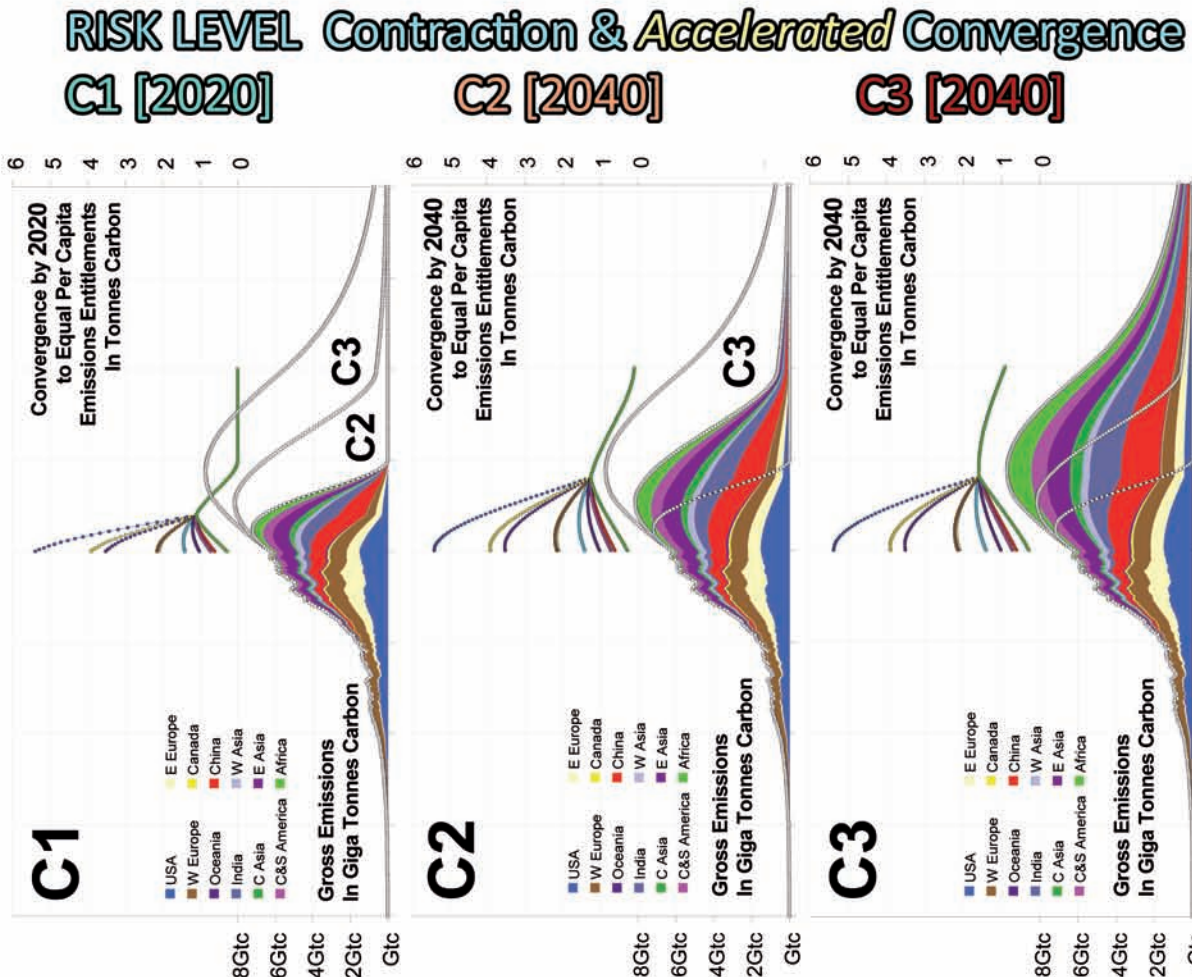 RISK LEVEL Contraction & Accelerated Convergence
C1 [2020]
C2 [2040]
C3 [2040]
6
5
4
3
2
1
0
Convergence by 2020
to Equal Per Capita
Emissions Entitlements
In Tonnes Carbon
C3
C2
C1
USA
E Europe
W Europe
Canada
Oceania
China
India
W Asia
C Asia
E Asia
C&S America
Africa
Gross Emissions
In Giga Tonnes Carbon
8Gtc
6Gtc
4Gtc
2Gtc
Gtc
6
5
4
3
2
1
0
Convergence by 2040
to Equal Per Capita
Emissions Entitlements
In Tonnes Carbon
C3
C2
USA
E Europe
W Europe
Canada
Oceania
China
India
W Asia
C Asia
E Asia
C&S America
Africa
Gross Emissions
In Giga Tonnes Carbon
8Gtc
6Gtc
4Gtc
2Gtc
Gtc
6
5
4
3
2
1
0
Convergence by 2040
to Equal Per Capita
Emissions Entitlements
In Tonnes Carbon
C3
USA
E Europe
W Europe
Canada
Oceania
China
India
W Asia
C Asia
E Asia
C&S America
Africa
Gross Emissions
In Giga Tonnes Carbon
8Gtc
6Gtc
4Gtc
2Gtc
Gtc